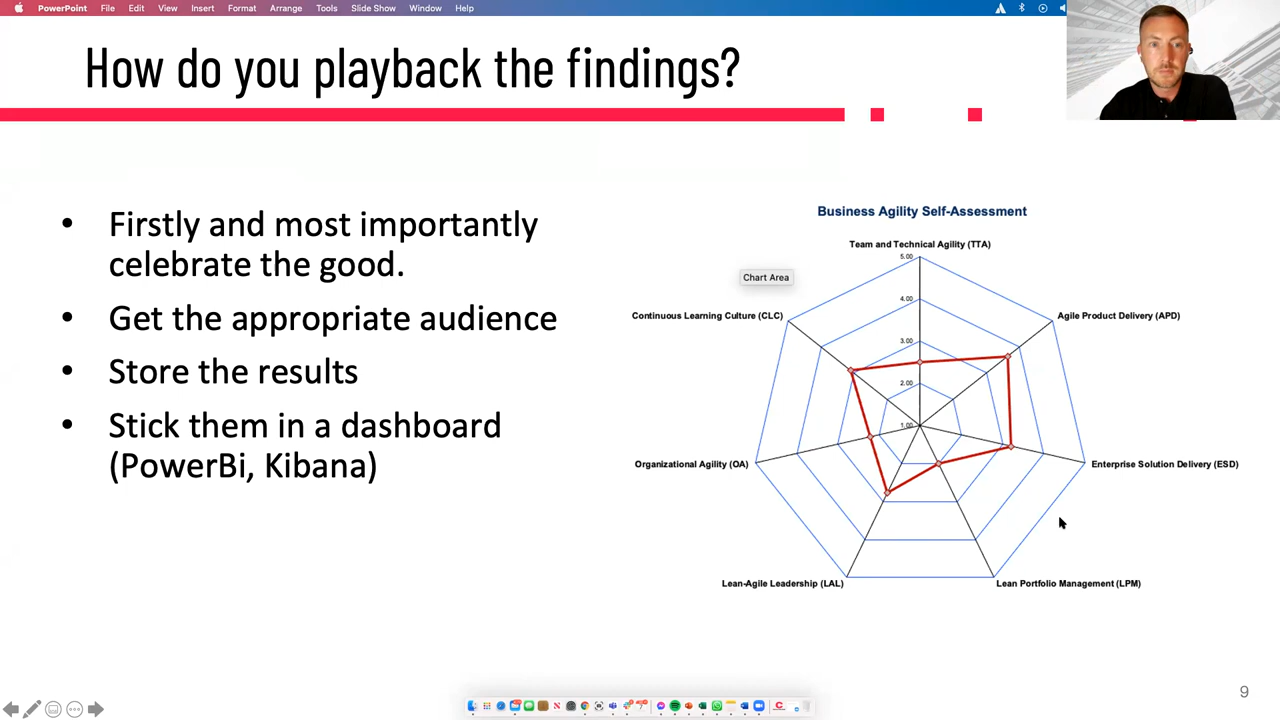 PowerPoint File Edit View Insert Format Arrange Tools Slide Show Window Help
How do you playback the findings?
• Firstly and most importantly
celebrate the good.
• Get the appropriate audience
• Store the results
• Stick them in a dashboard
(PowerBi, Kibana)
Business Agility Self-Assessment
Team and Technical Agility (TTA)
5.00
Chart Area
4.00
Continuous Learning Culture (CLC)
Agile Product Delivery (APD)
3.00
2.00
1.00
Organizational Agility (OA)
Enterprise Solution Delivery (ESD)
Lean-Agile Leadership (LAL)
Lean Portfolio Management (LPM)
9